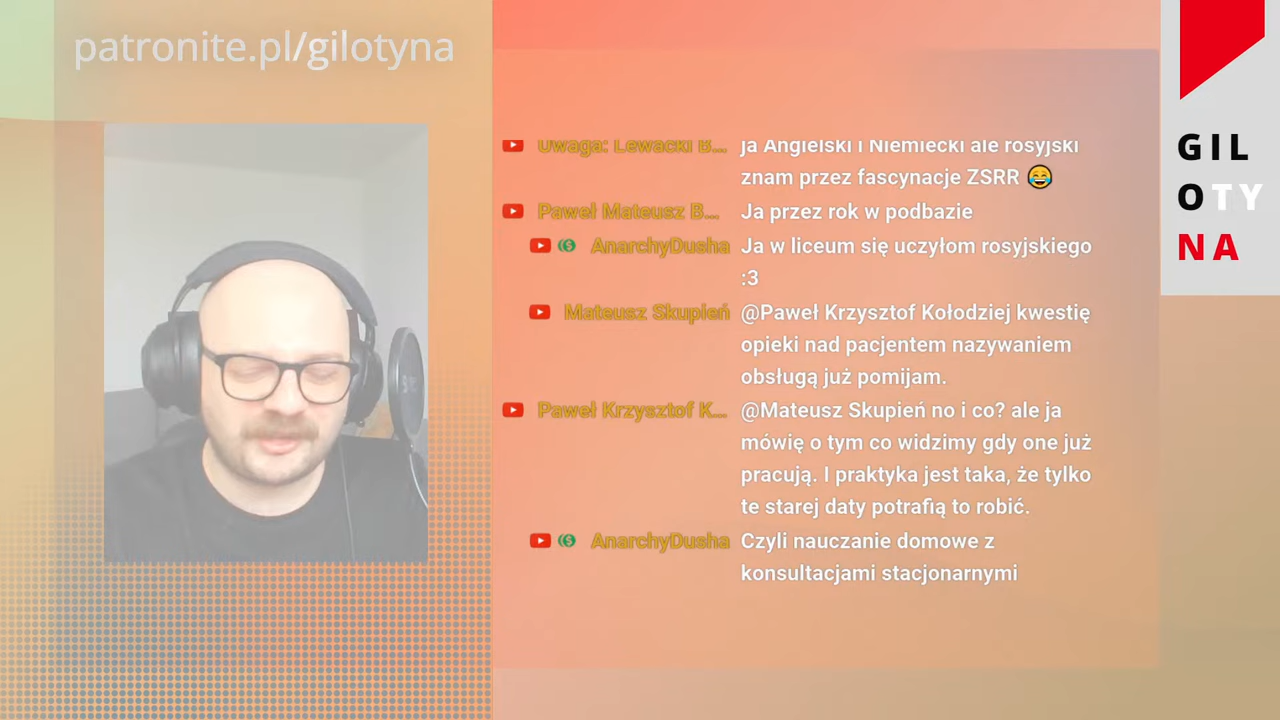 patronite.pl/gilotyna
Uwaga: Lewacki B... ja Angielski i Niemiecki ale rosyjski
znam przez fascynacje ZSRR 😂
Paweł Mateusz B... Ja przez rok w podbazie
AnarchyDusha Ja w liceum się uczyłom rosyjskiego
:3
Mateusz Skupień @Paweł Krzysztof Kołodziej kwestię
opieki nad pacjentem nazywaniem
obsługą już pomijam.
Paweł Krzysztof K... @Mateusz Skupień no i co? ale ja
mówię o tym co widzimy gdy one już
pracują. I praktyka jest taka, że tylko
te starej daty potrafią to robić.
AnarchyDusha Czyli nauczanie domowe z
konsultacjami stacjonarnymi
GIL
OTY
NA